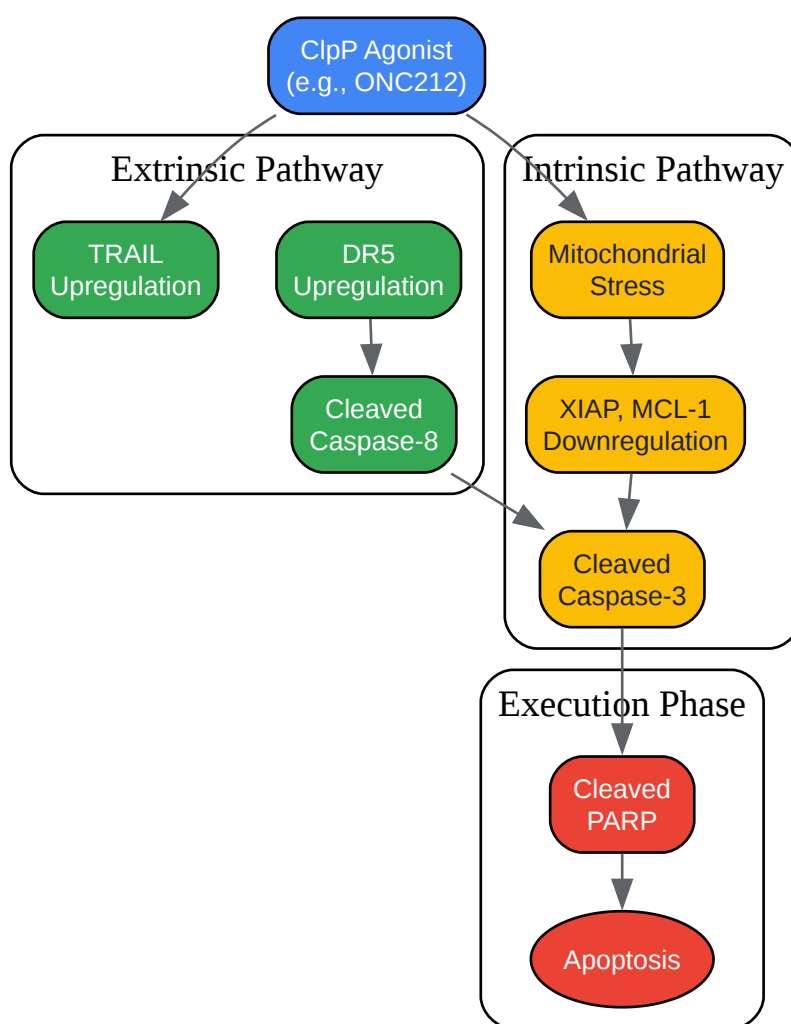 ClpP Agonist
(e.g., ONC212)
Extrinsic Pathway
Intrinsic Pathway
TRAIL
Upregulation
DR5
Upregulation
Mitochondrial
Stress
Cleaved
Caspase-8
XIAP, MCL-1
Downregulation
Cleaved
Caspase-3
Execution Phase
Cleaved
PARP
Apoptosis